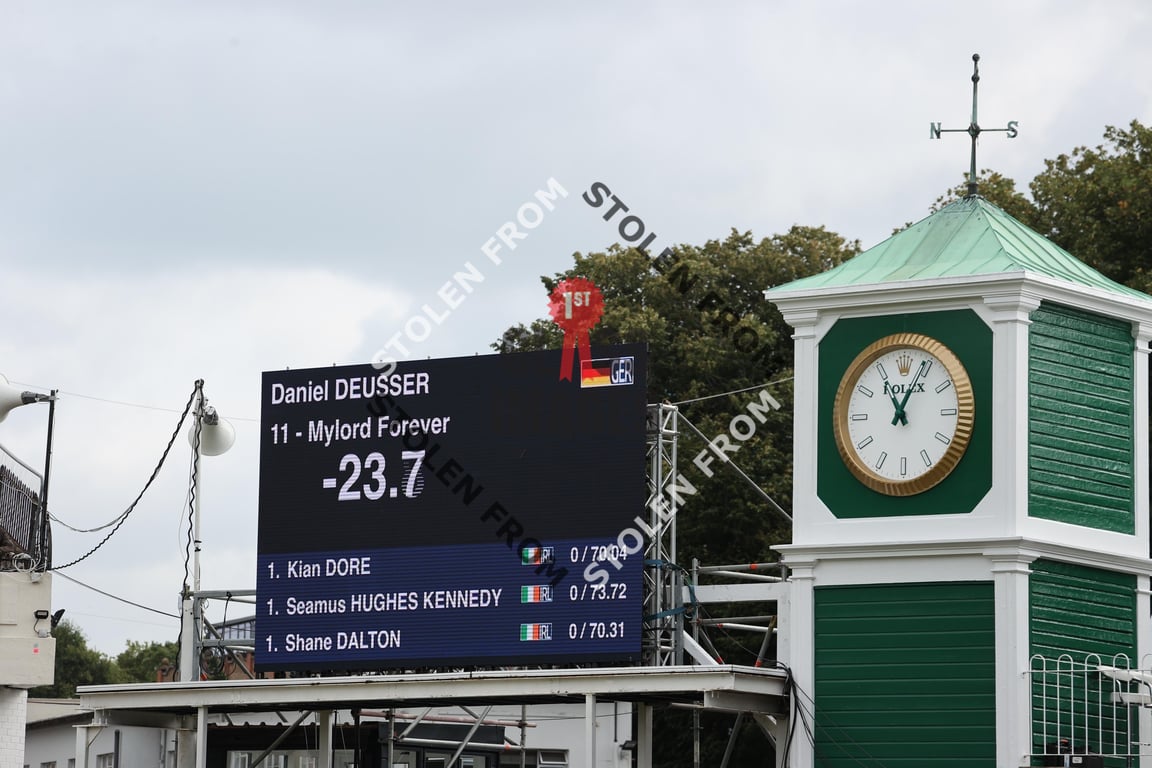 N S
STOLEN FROM
STOLEN FROM
1ST
Daniel DEUSSER GER
11 - Mylord Forever
-23.7
ROLEX
STOLEN FROM
STOLEN FROM
1. Kian DORE IRL 0 / 70.04
1. Seamus HUGHES KENNEDY IRL 0 / 73.72
1. Shane DALTON IRL 0 / 70.31